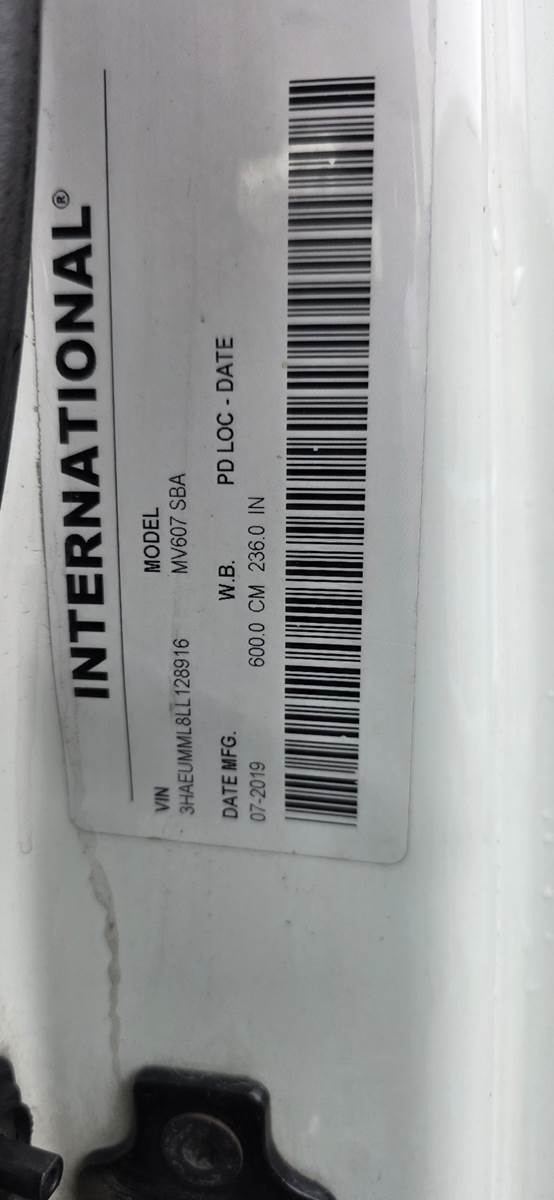 INTERNATIONAL®
VIN MODEL
3HAEUMML8LL128916 MV607 SBA
DATE MFG. W.B. PD LOC - DATE
07-2019 600.0 CM 236.0 IN